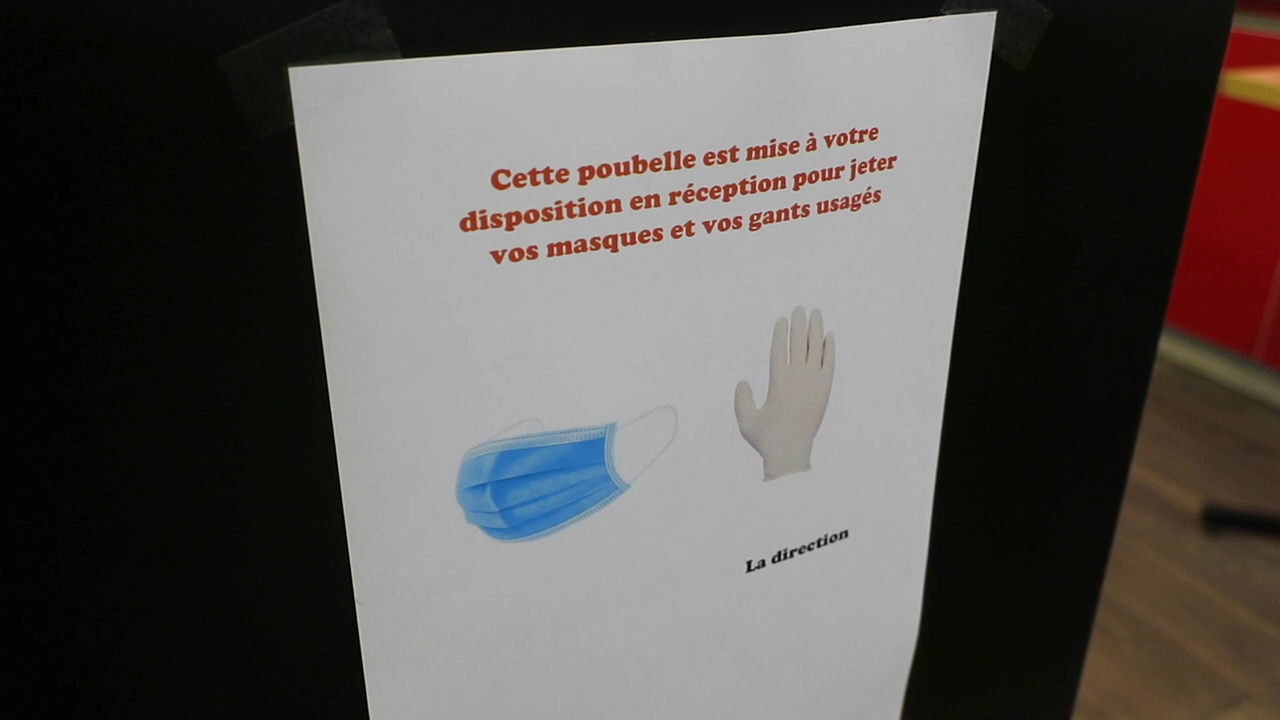 Cette poubelle est mise à votre
disposition en réception pour jeter
vos masques et vos gants usagés
La direction